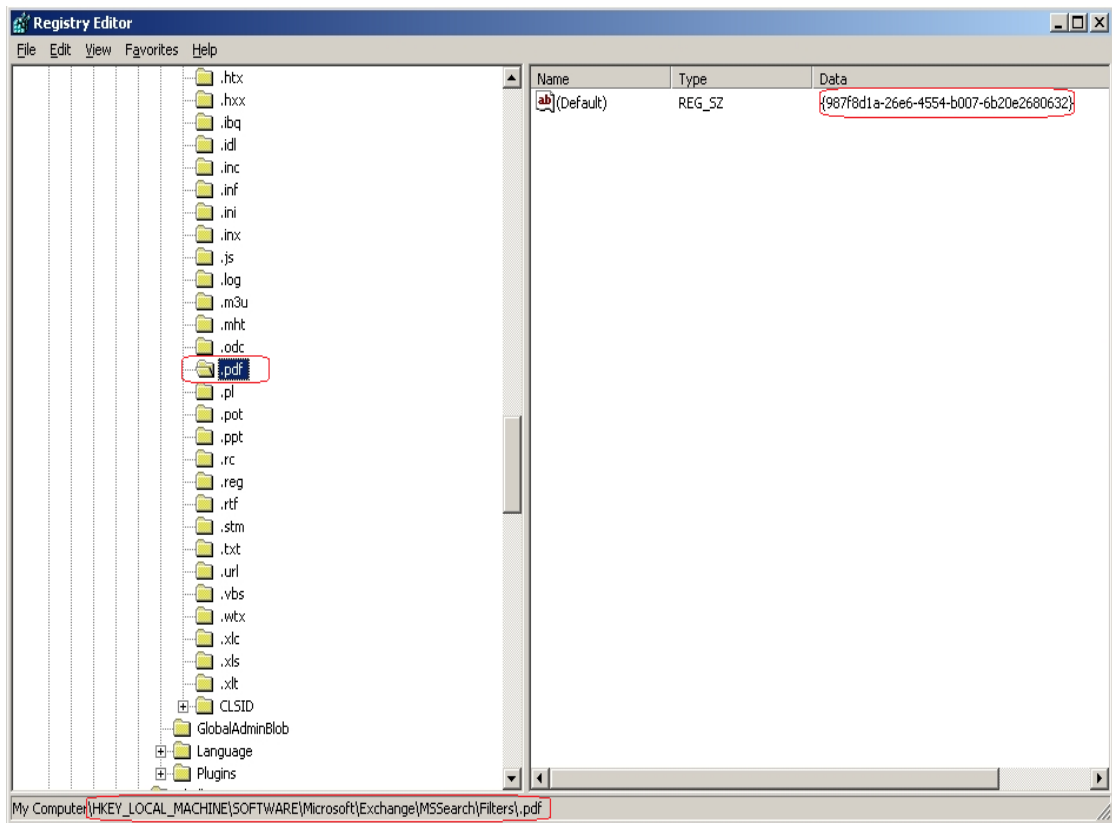 Registry Editor
File Edit View Favorites Help
.htx
.hxx
.ibq
.idl
.inc
.inf
.ini
.inx
.js
.log
.m3u
.mht
.odc
.pdf
.pl
.pot
.ppt
.rc
.reg
.rtf
.stm
.txt
.url
.vbs
.wtx
.xlc
.xls
.xlt
CLSID
GlobalAdminBlob
Language
Plugins
Name Type Data
ab (Default) REG_SZ {987f8d1a-26e6-4554-b007-6b20e2680632}
My Computer\HKEY_LOCAL_MACHINE\SOFTWARE\Microsoft\Exchange\MSSearch\Filters\.pdf